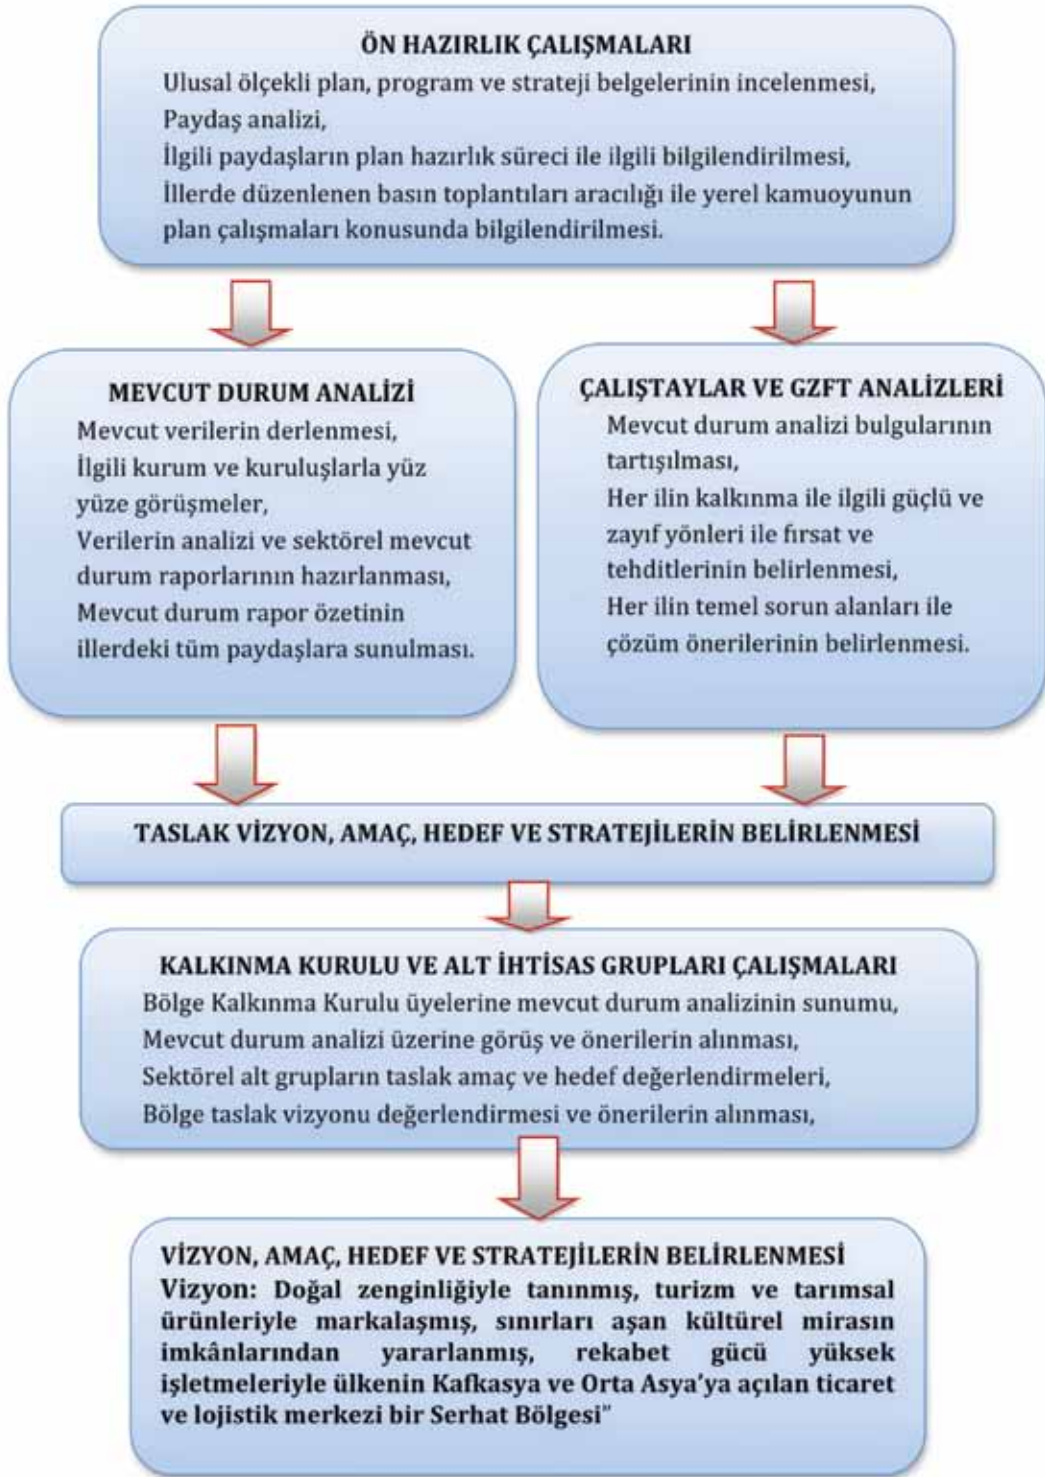 ÖN HAZIRLIK ÇALIŞMALARI
Ulusal ölçekli plan, program ve strateji belgelerinin incelenmesi,
Paydaş analizi,
İlgili paydaşların plan hazırlık süreci ile ilgili bilgilendirilmesi,
İllerde düzenlenen basın toplantıları aracılığı ile yerel kamuoyunun
plan çalışmaları konusunda bilgilendirilmesi.
MEVCUT DURUM ANALİZİ
Mevcut verilerin derlenmesi,
İlgili kurum ve kuruluşlarla yüz
yüze görüşmeler,
Verilerin analizi ve sektörel mevcut
durum raporlarının hazırlanması,
Mevcut durum rapor özetinin
illerdeki tüm paydaşlara sunulması.
ÇALIŞTAYLAR VE GZFT ANALİZLERİ
Mevcut durum analizi bulgularının
tartışılması,
Her ilin kalkınma ile ilgili güçlü ve
zayıf yönleri ile fırsat ve
tehditlerinin belirlenmesi,
Her ilin temel sorun alanları ile
çözüm önerilerinin belirlenmesi.
TASLAK VİZYON, AMAÇ, HEDEF VE STRATEJİLERİN BELİRLENMESİ
KALKINMA KURULU VE ALT İHTİSAS GRUPLARI ÇALIŞMALARI
Bölge Kalkınma Kurulu üyelerine mevcut durum analizinin sunumu,
Mevcut durum analizi üzerine görüş ve önerilerin alınması,
Sektörel alt grupların taslak amaç ve hedef değerlendirmeleri,
Bölge taslak vizyonu değerlendirmesi ve önerilerin alınması,
VİZYON, AMAÇ, HEDEF VE STRATEJİLERİN BELİRLENMESİ
Vizyon: Doğal zenginliğiyle tanınmış, turizm ve tarımsal
ürünleriyle markalaşmış, sınırları aşan kültürel mirasın
imkânlarından yararlanmış, rekabet gücü yüksek
işletmeleriyle ülkenin Kafkasya ve Orta Asya’ya açılan ticaret
ve lojistik merkezi bir Serhat Bölgesi”